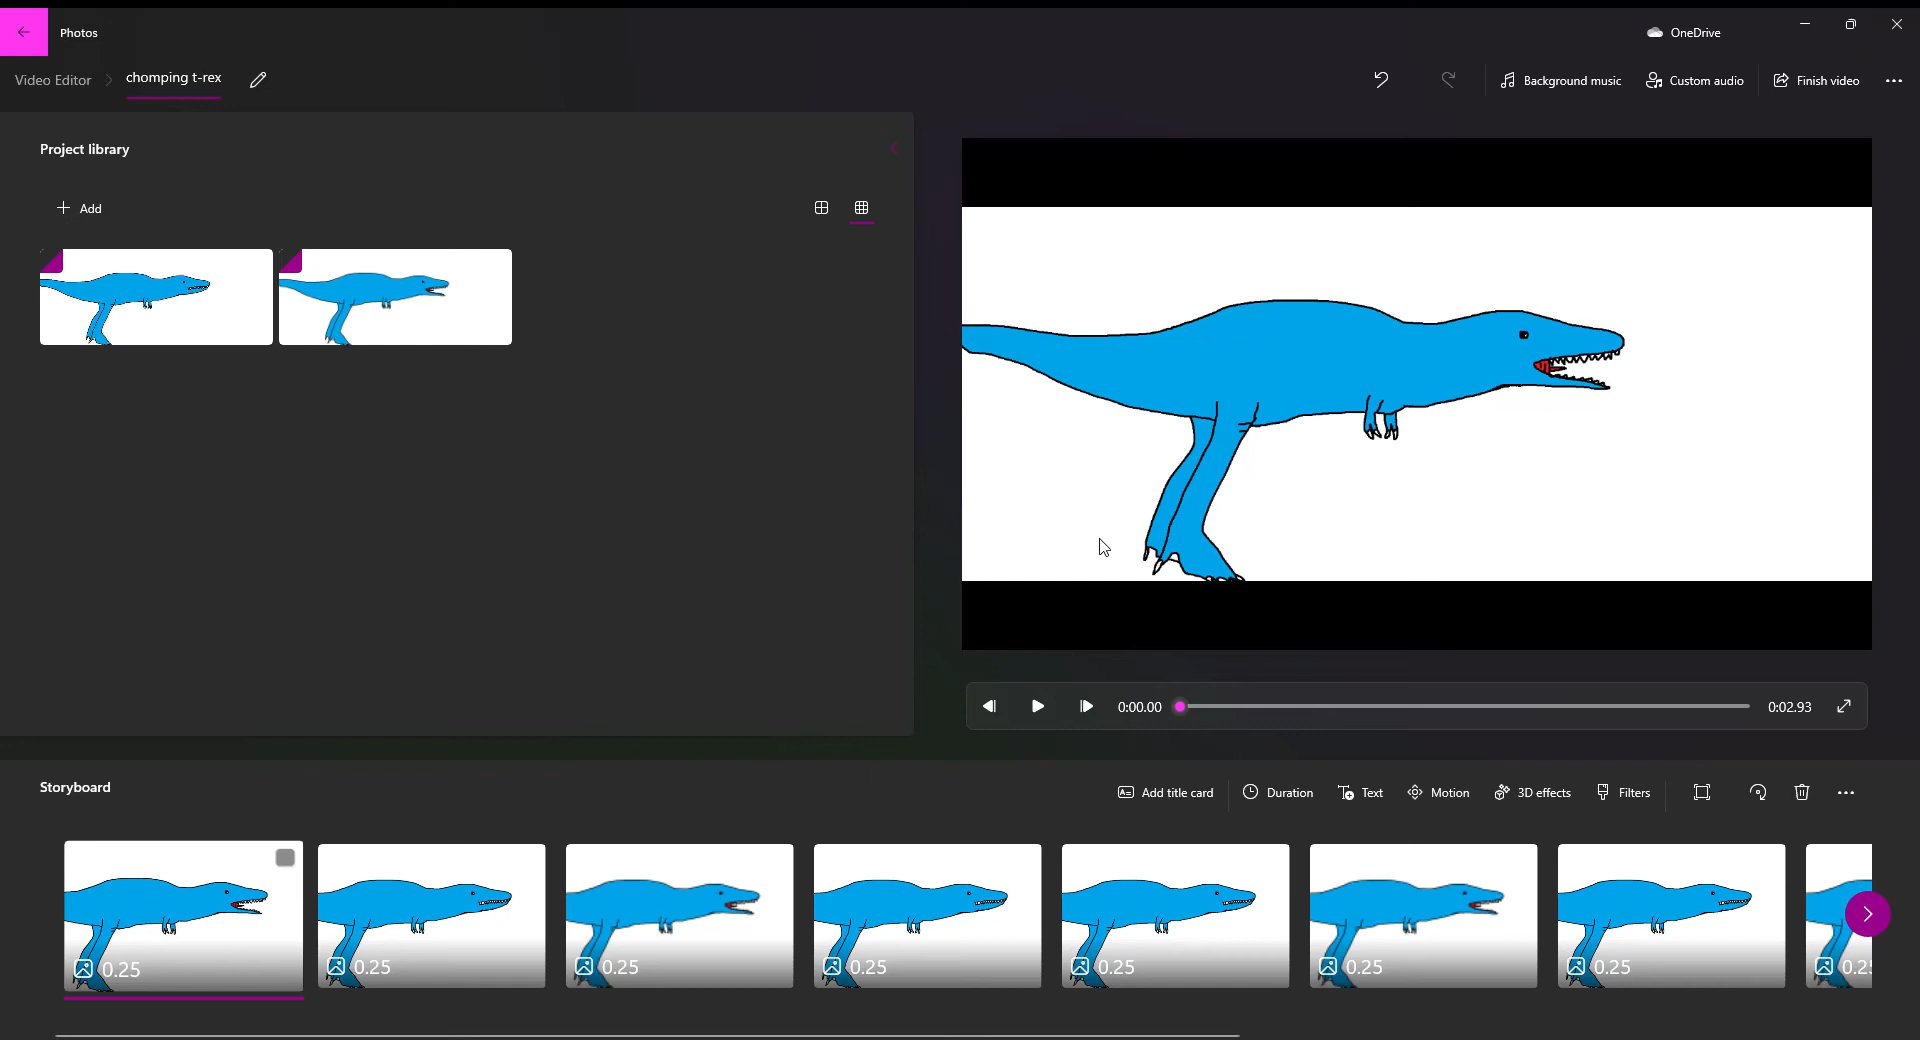 Photos
OneDrive
Video Editor
chomping t-rex
Background music
Custom audio
Finish video
Project library
Add
0:00.00
0:02.93
Storyboard
Add title card
Duration
Text
Motion
3D effects
Filters
0.25
0.25
0.25
0.25
0.25
0.25
0.25